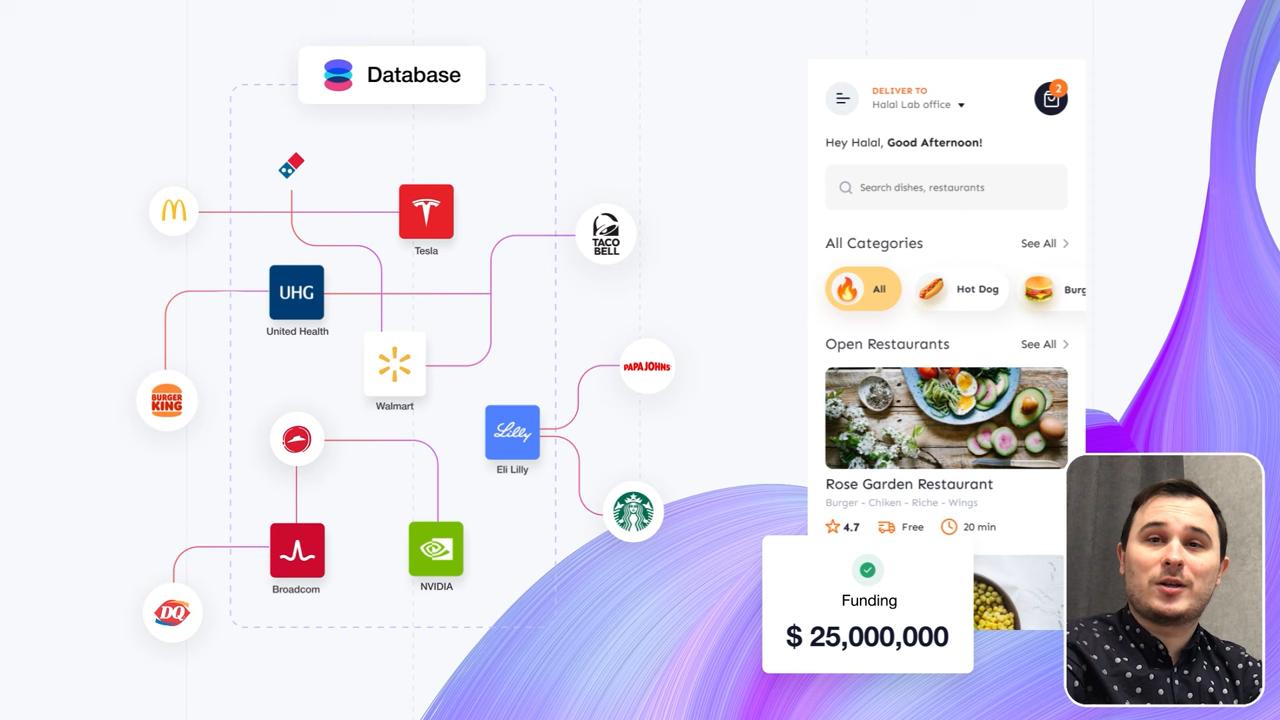 Database
Tesla
TACO
BELL
UHG
United Health
Walmart
BURGER
KING
PAPA JOHNS
Lilly
Eli Lilly
Broadcom
NVIDIA
DQ
DELIVER TO
Halal Lab office
2
Hey Halal, Good Afternoon!
Search dishes, restaurants
All Categories
See All
All
Hot Dog
Burg
Open Restaurants
See All
Rose Garden Restaurant
Burger - Chiken - Riche - Wings
4.7
Free
20 min
Funding
$ 25,000,000